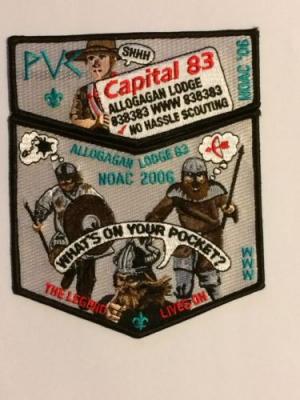 PVC
SHHH
Capital 83
ALLOGAGAN LODGE
838383 WWW 838383
NO HASSLE SCOUTING
NOAC '06
ALLOGAGAN LODGE 83
NOAC 2006
WHAT'S ON YOUR POCKET?
WWW
THE LEGEND
LIVES ON